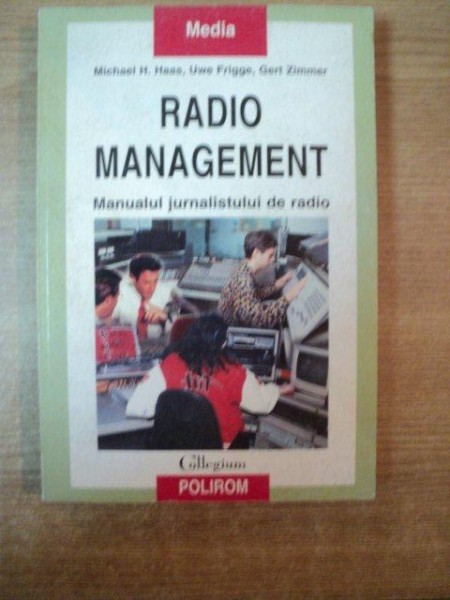 Media
Michael H. Haas, Uwe Frigge, Gert Zimmer
RADIO
MANAGEMENT
Manualul jurnalistului de radio
Collegium
POLIROM